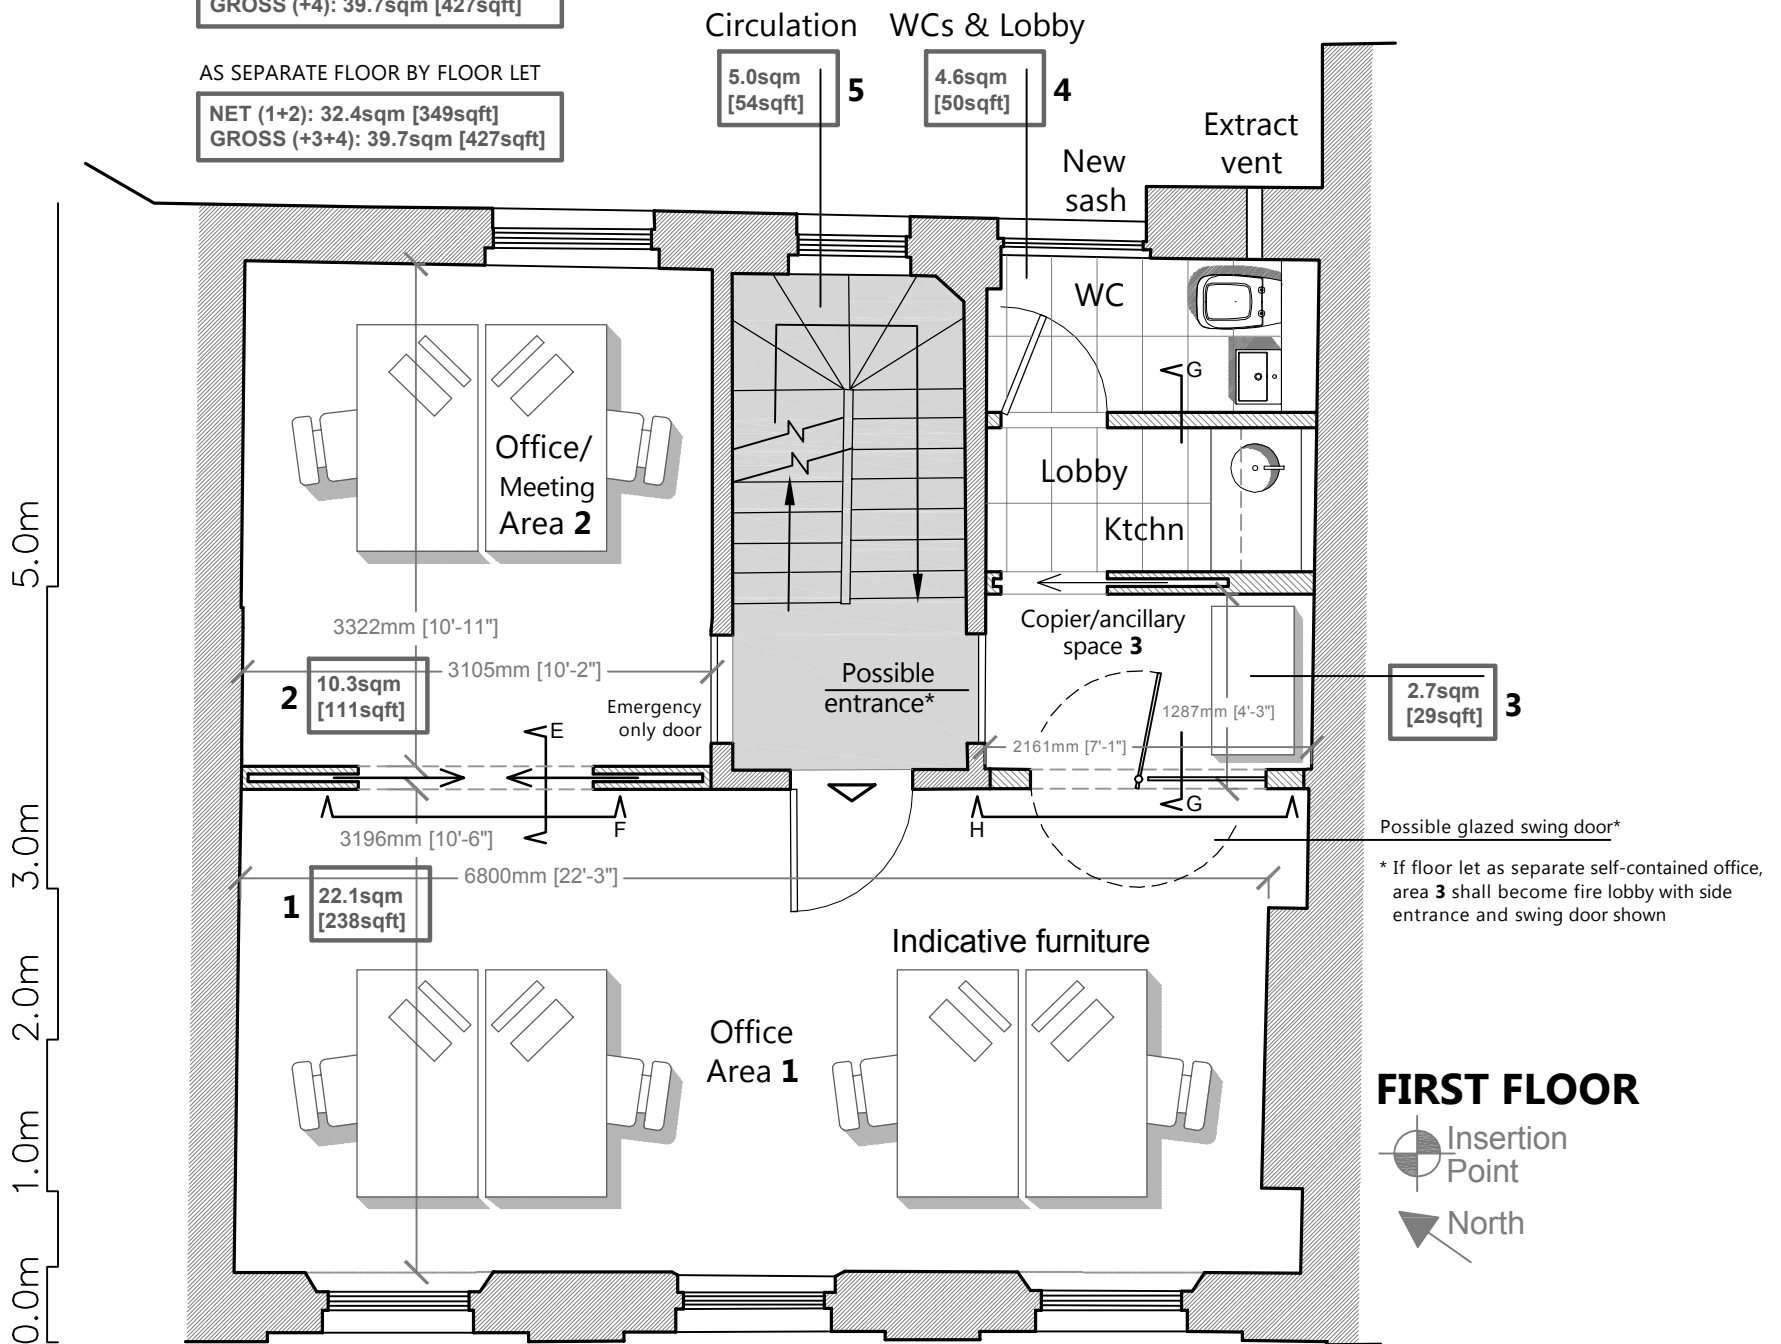 GROSS (+4): 39.7sqm [427sqft]
AS SEPARATE FLOOR BY FLOOR LET
NET (1+2): 32.4sqm [349sqft]
GROSS (+3+4): 39.7sqm [427sqft]
Circulation
5.0sqm
[54sqft]
5
WCs & Lobby
4.6sqm
[50sqft]
4
Extract
vent
New
sash
WC
G
Office/
Meeting
Area 2
Lobby
Ktchn
3322mm [10'-11"]
3105mm [10'-2"]
2
10.3sqm
[111sqft]
Emergency
only door
Possible
entrance*
Copier/ancillary
space 3
1287mm [4'-3"]
2161mm [7'-1"]
2.7sqm
[29sqft]
3
E
F
H
G
3196mm [10'-6"]
6800mm [22'-3"]
1
22.1sqm
[238sqft]
Possible glazed swing door*
* If floor let as separate self-contained office,
area 3 shall become fire lobby with side
entrance and swing door shown
Indicative furniture
Office
Area 1
FIRST FLOOR
Insertion
Point
North
5.0m
3.0m
2.0m
1.0m
0.0m